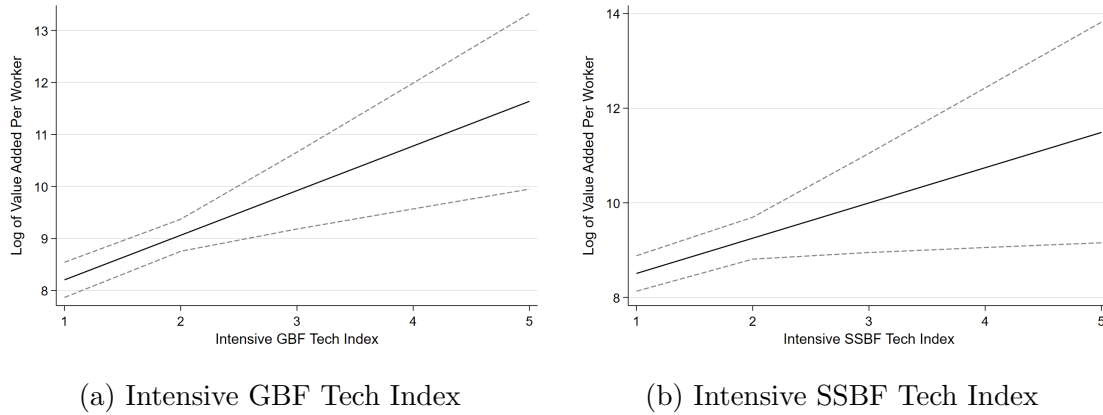 Log of Value Added Per Worker
13
12
11
10
9
8
1 2 3 4 5
Intensive GBF Tech Index
(a) Intensive GBF Tech Index
Log of Value Added Per Worker
14
12
10
8
1 2 3 4 5
Intensive SSBF Tech Index
(b) Intensive SSBF Tech Index